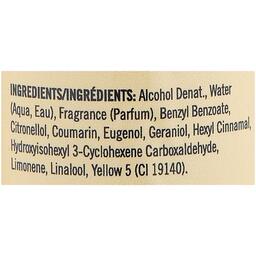 INGREDIENTS/INGRÉDIENTS: Alcohol Denat., Water
(Aqua, Eau), Fragrance (Parfum), Benzyl Benzoate,
Citronellol, Coumarin, Eugenol, Geraniol, Hexyl Cinnamal,
Hydroxyisohexyl 3-Cyclohexene Carboxaldehyde,
Limonene, Linalool, Yellow 5 (CI 19140).